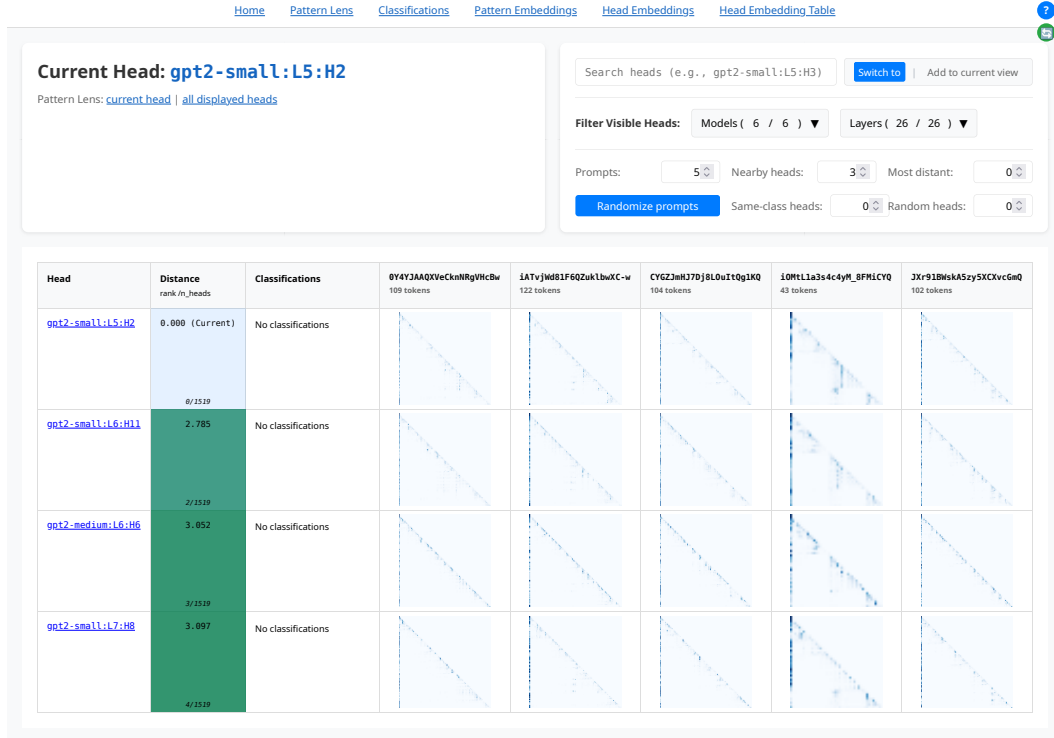 Home Pattern Lens Classifications Pattern Embeddings Head Embeddings Head Embedding Table ?
Current Head: gpt2-small:L5:H2
Pattern Lens: current head | all displayed heads
Search heads (e.g., gpt2-small:L5:H3) Switch to | Add to current view
Filter Visible Heads: Models ( 6 / 6 ) ▼ Layers ( 26 / 26 ) ▼
Prompts: 5 Nearby heads: 3 Most distant: 0
Randomize prompts Same-class heads: 0 Random heads: 0
Head Distance Classifications 0Y4YJAAQXVeCknNRgVHcBw iATvjWd81F6QZuklbwXC-w CYGZJmHJ7Dj8LOuItQg1KQ iOMtL1a3s4c4yM_8FMiCYQ JXr91BWskA5zy5XCXvcGmQ
rank /n_heads 109 tokens 122 tokens 104 tokens 43 tokens 102 tokens
gpt2-small:L5:H2 0.000 (Current) No classifications
0/1519
gpt2-small:L6:H11 2.785 No classifications
2/1519
gpt2-medium:L6:H6 3.052 No classifications
3/1519
gpt2-small:L7:H8 3.097 No classifications
4/1519